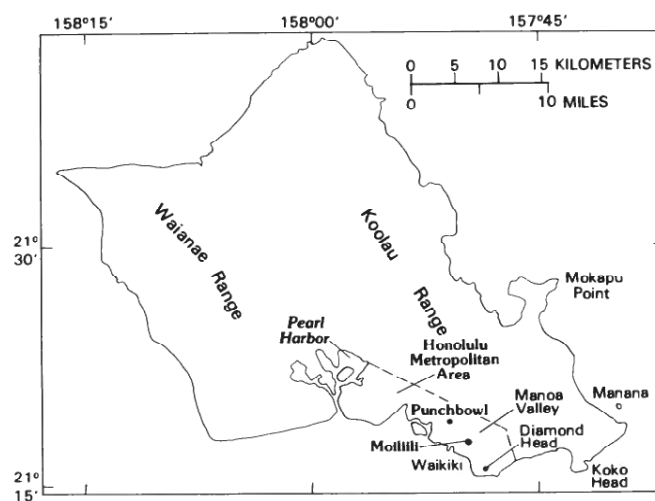 158°15' 158°00' 157°45'
0 5 10 15 KILOMETERS
0 10 MILES
Waianae Range
Koolau Range
21°
30'
Mokapu
Point
Pearl
Harbor
Honolulu
Metropolitan
Area
Manoa
Valley
Manana
Punchbowl
Diamond
Head
Moiliili
Waikiki
Koko
Head
21°
15'